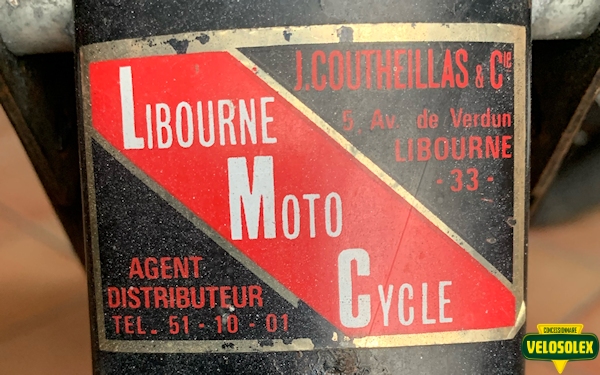 J.COUTHEILLAS & Cie
5, Av. de Verdun
LIBOURNE
- 33 -
LIBOURNE
MOTO
CYCLE
AGENT
DISTRIBUTEUR
TEL. 51 - 10 - 01
CONCESSIONNAIRE
VELOSOLEX